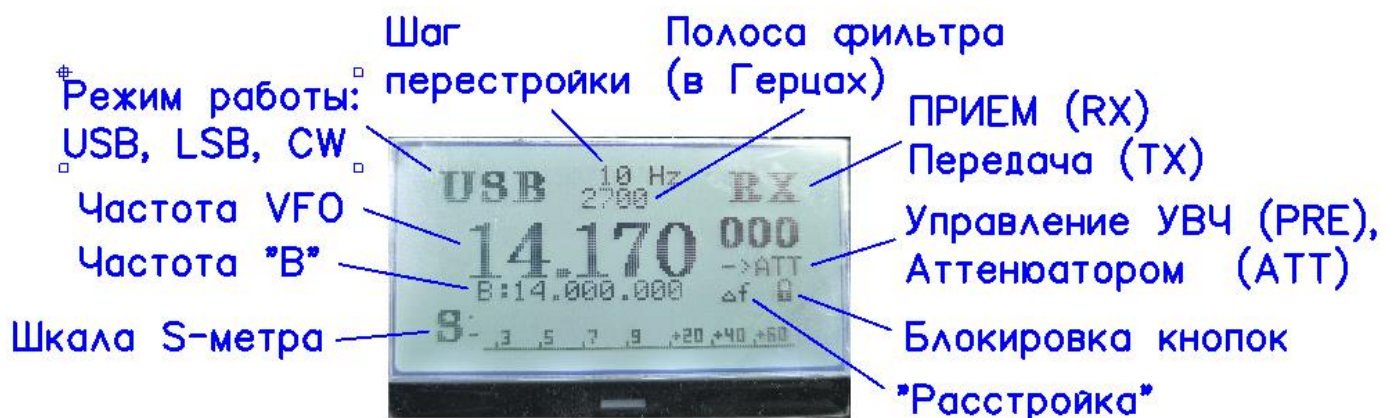 Шаг
перестройки
Полоса фильтра
(в Герцах)
Режим работы:
USB, LSB, CW
ПРИЕМ (RX)
Передача (TX)
Частота VFO
Частота "B"
Управление УВЧ (PRE),
Аттенюатором (ATT)
Шкала S-метра
Блокировка кнопок
"Расстройка"
USB 10 Hz RX
2700
14.170 000
->ATT
B:14.000.000 Δf
S 3 5 7 9 +20 +40 +60